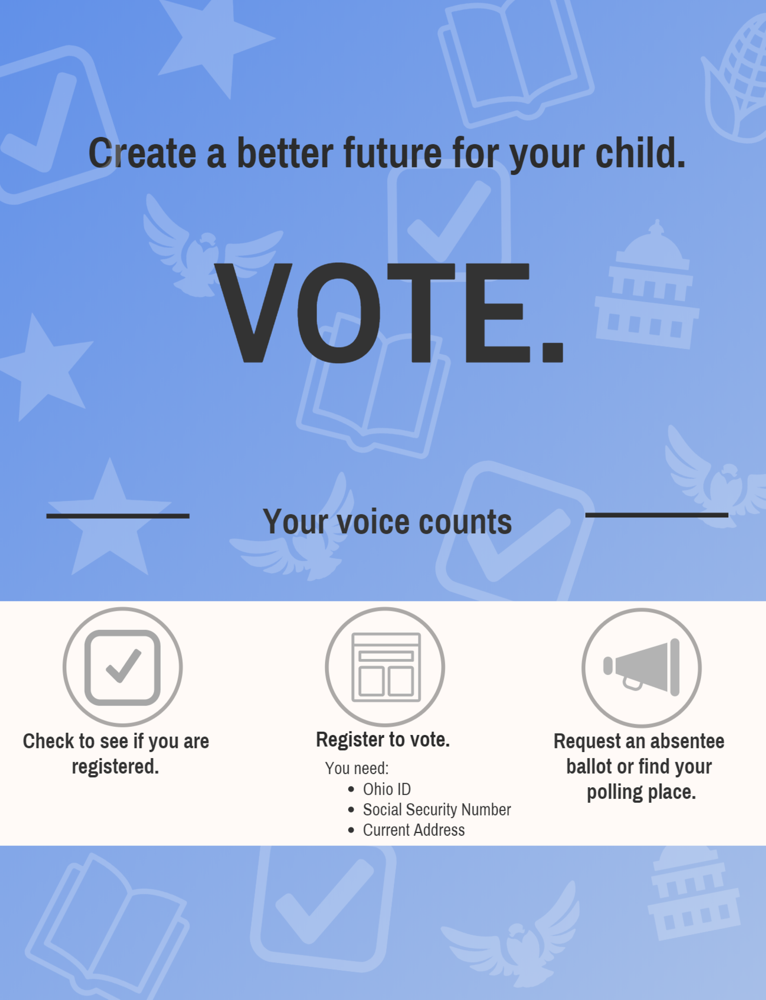 Create a better future for your child.
VOTE.
Your voice counts
Check to see if you are
registered.
Register to vote.
You need:
• Ohio ID
• Social Security Number
• Current Address
Request an absentee
ballot or find your
polling place.